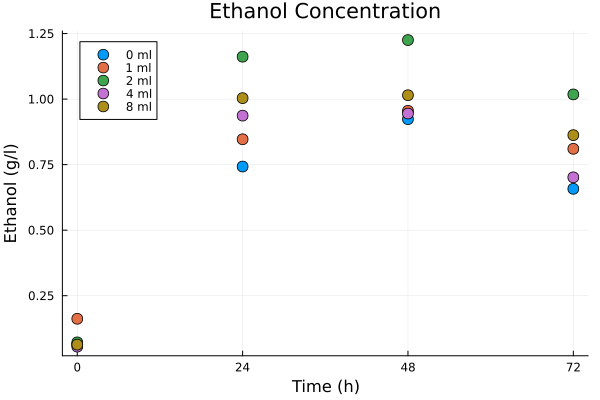 Ethanol Concentration
1.25
1.00
0.75
0.50
0.25
Ethanol (g/l)
0 ml
1 ml
2 ml
4 ml
8 ml
0 24 48 72
Time (h)